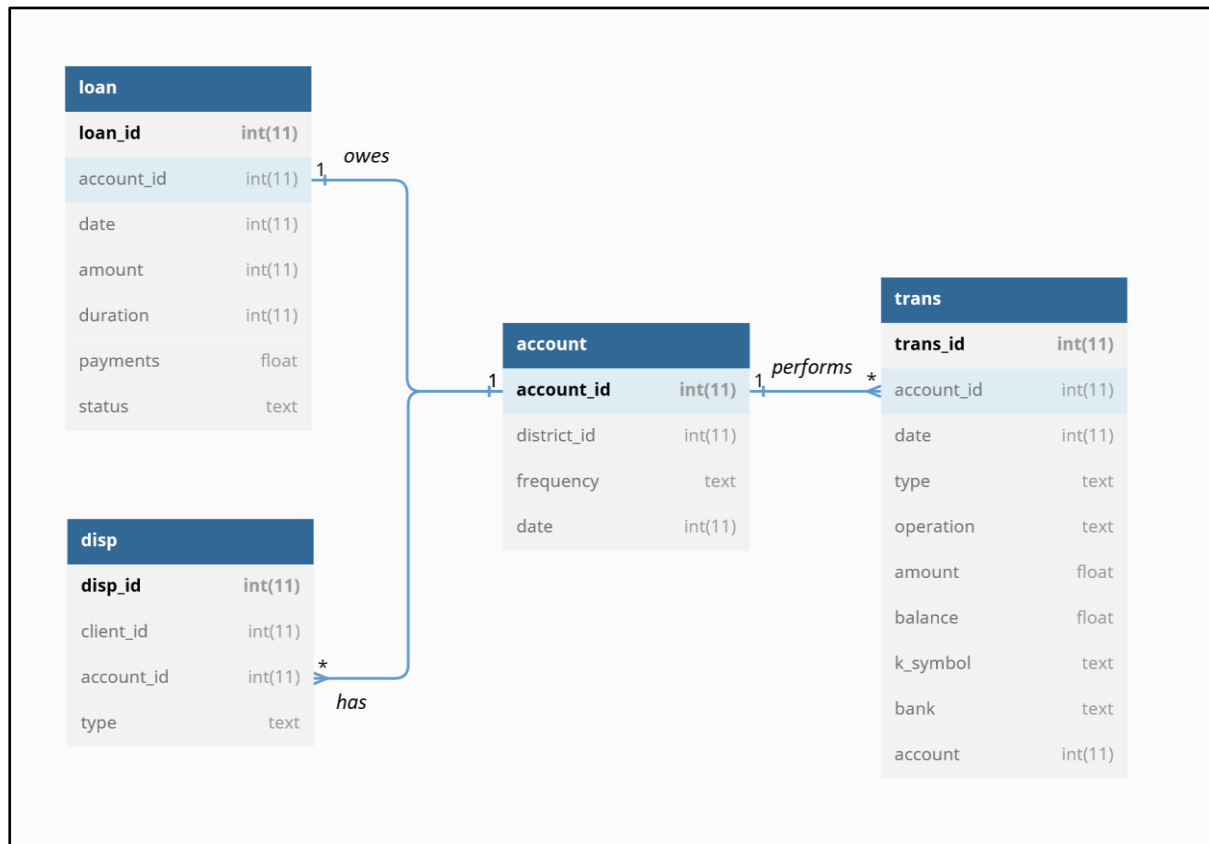 loan
loan_id int(11)
account_id int(11)
date int(11)
amount int(11)
duration int(11)
payments float
status text
1 owes
disp
disp_id int(11)
client_id int(11)
account_id int(11)
type text
* has
1
account
account_id int(11)
district_id int(11)
frequency text
date int(11)
1 performs *
trans
trans_id int(11)
account_id int(11)
date int(11)
type text
operation text
amount float
balance float
k_symbol text
bank text
account int(11)